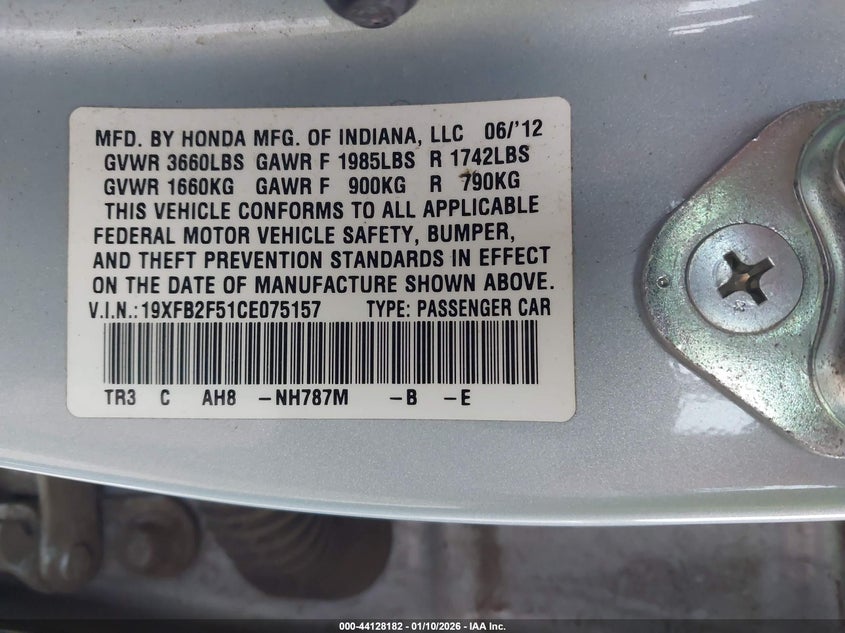 MFD. BY HONDA MFG. OF INDIANA, LLC 06/'12
GVWR 3660LBS GAWR F 1985LBS R 1742LBS
GVWR 1660KG GAWR F 900KG R 790KG
THIS VEHICLE CONFORMS TO ALL APPLICABLE
FEDERAL MOTOR VEHICLE SAFETY, BUMPER,
AND THEFT PREVENTION STANDARDS IN EFFECT
ON THE DATE OF MANUFACTURE SHOWN ABOVE.
V.I.N.:19XFB2F51CE075157 TYPE: PASSENGER CAR
TR3 C AH8 -NH787M -B -E
000-44128182 - 01/10/2026 - IAA Inc.